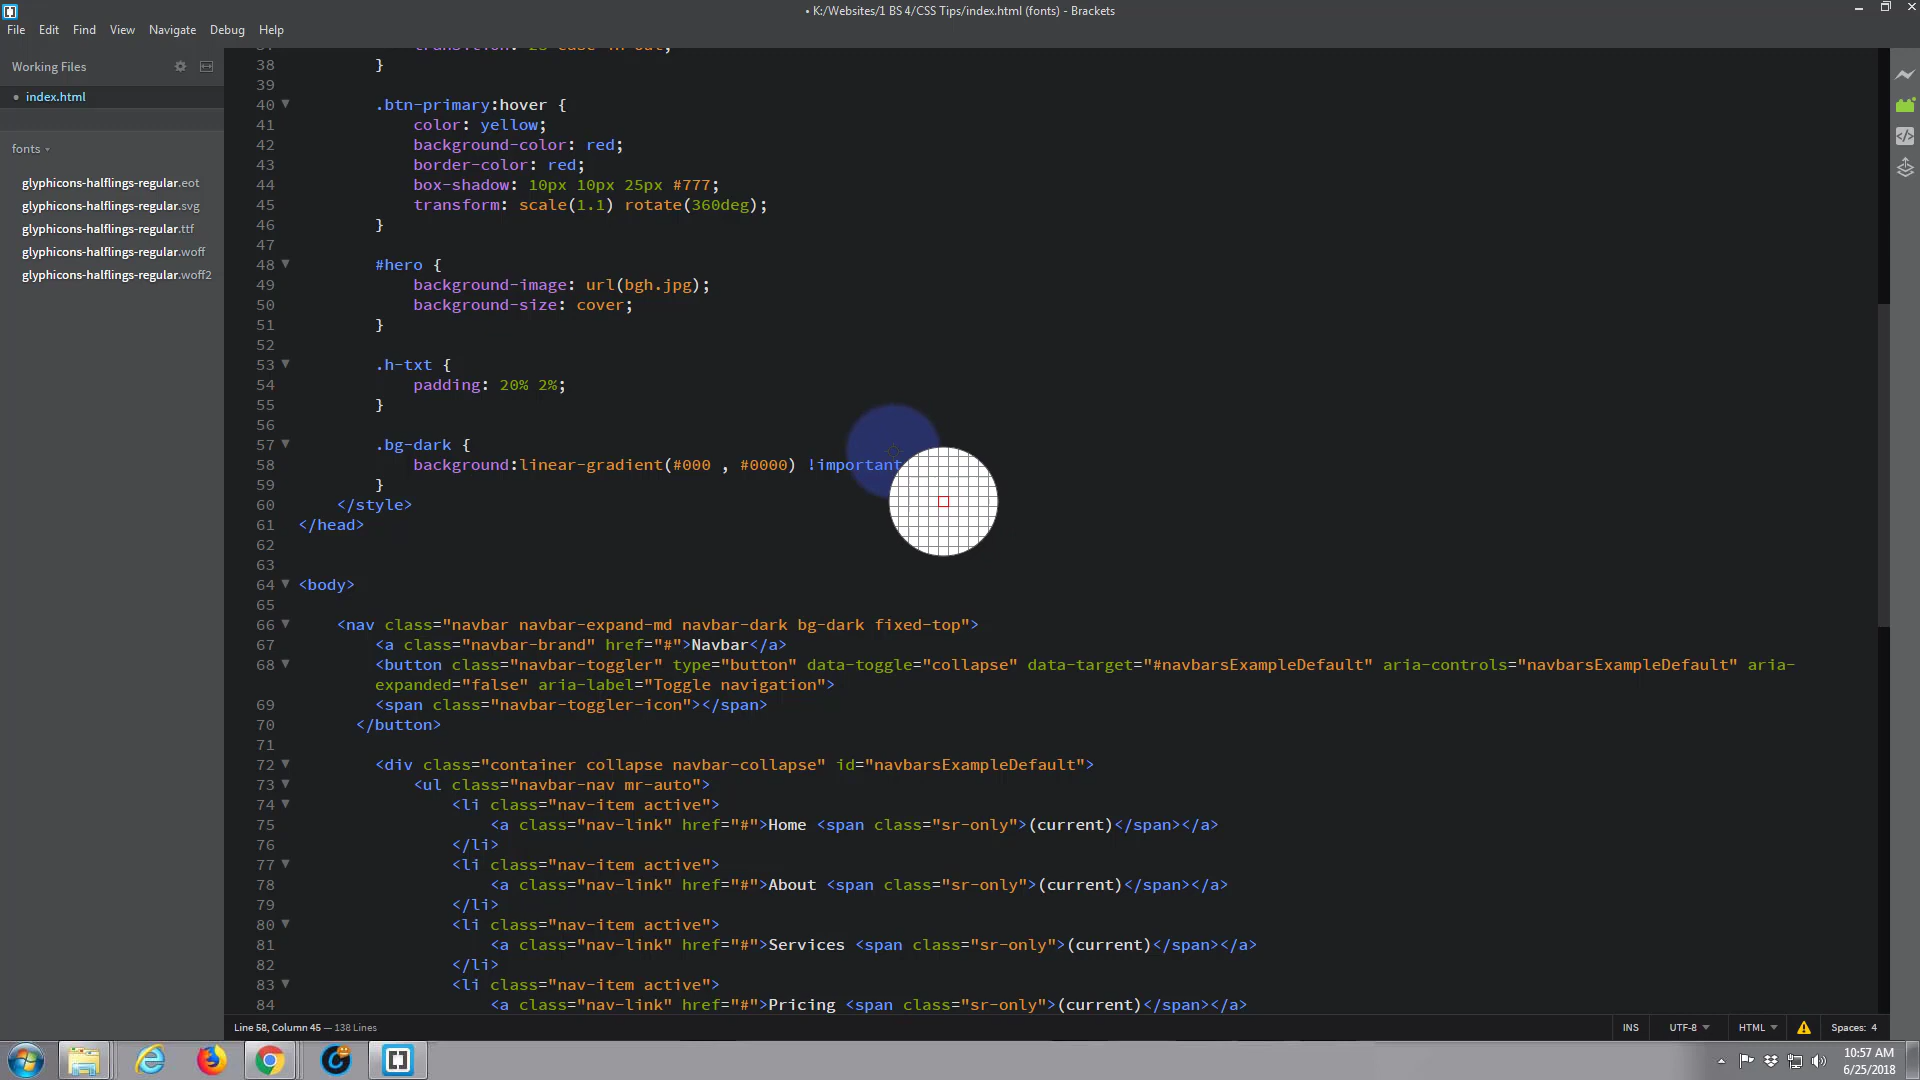 • K:/Websites/1 BS 4/CSS Tips/index.html (fonts) - Brackets
File Edit Find View Navigate Debug Help
Working Files
• index.html
fonts
glyphicons-halflings-regular.eot
glyphicons-halflings-regular.svg
glyphicons-halflings-regular.ttf
glyphicons-halflings-regular.woff
glyphicons-halflings-regular.woff2
38 }
39
40 .btn-primary:hover {
41 color: yellow;
42 background-color: red;
43 border-color: red;
44 box-shadow: 10px 10px 25px #777;
45 transform: scale(1.1) rotate(360deg);
46 }
47
48 #hero {
49 background-image: url(bgh.jpg);
50 background-size: cover;
51 }
52
53 .h-txt {
54 padding: 20% 2%;
55 }
56
57 .bg-dark {
58 background:linear-gradient(#000 , #0000) !important
59 }
60 </style>
61 </head>
62
63
64 <body>
65
66 <nav class="navbar navbar-expand-md navbar-dark bg-dark fixed-top">
67 <a class="navbar-brand" href="#">Navbar</a>
68 <button class="navbar-toggler" type="button" data-toggle="collapse" data-target="#navbarsExampleDefault" aria-controls="navbarsExampleDefault" aria-
expanded="false" aria-label="Toggle navigation">
69 <span class="navbar-toggler-icon"></span>
70 </button>
71
72 <div class="container collapse navbar-collapse" id="navbarsExampleDefault">
73 <ul class="navbar-nav mr-auto">
74 <li class="nav-item active">
75 <a class="nav-link" href="#">Home <span class="sr-only">(current)</span></a>
76 </li>
77 <li class="nav-item active">
78 <a class="nav-link" href="#">About <span class="sr-only">(current)</span></a>
79 </li>
80 <li class="nav-item active">
81 <a class="nav-link" href="#">Services <span class="sr-only">(current)</span></a>
82 </li>
83 <li class="nav-item active">
84 <a class="nav-link" href="#">Pricing <span class="sr-only">(current)</span></a>
Line 58, Column 45 — 138 Lines
INS UTF-8 HTML Spaces: 4
10:57 AM
6/25/2018